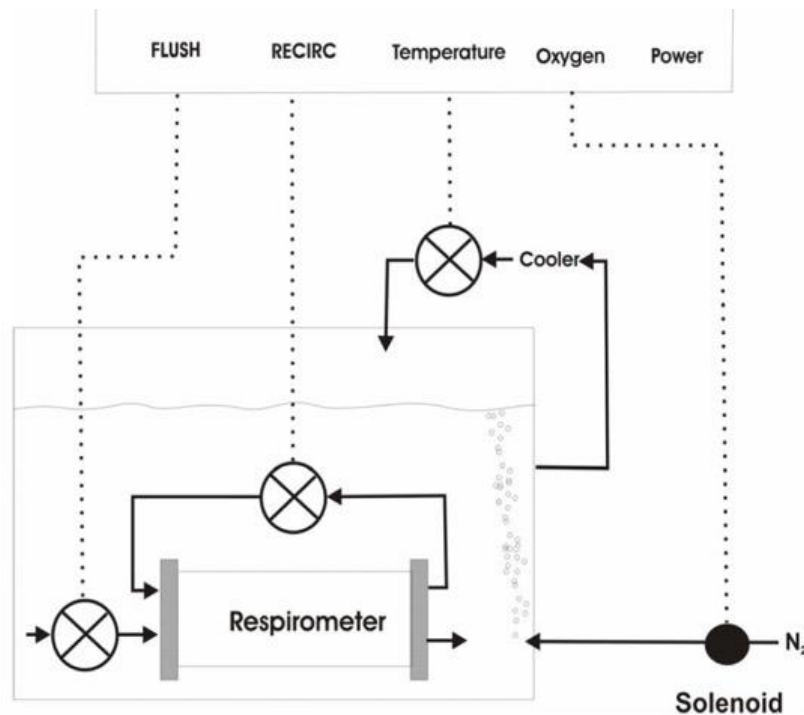 FLUSH RECIRC Temperature Oxygen Power
Cooler
Respirometer
N₂
Solenoid